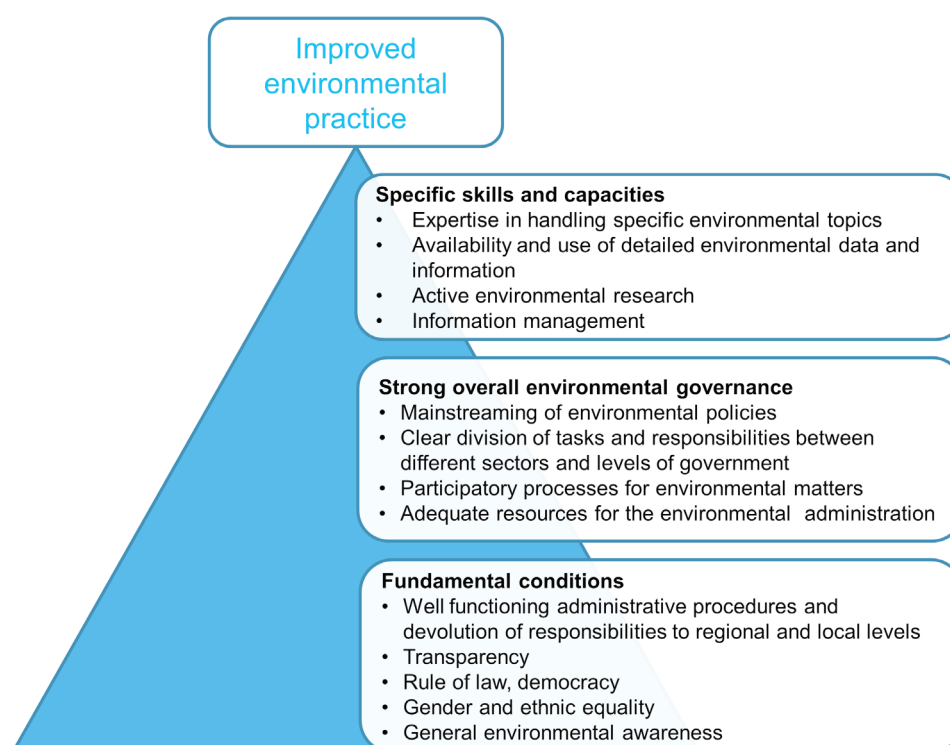 Improved
environmental
practice
Specific skills and capacities
• Expertise in handling specific environmental topics
• Availability and use of detailed environmental data and
information
• Active environmental research
• Information management
Strong overall environmental governance
• Mainstreaming of environmental policies
• Clear division of tasks and responsibilities between
different sectors and levels of government
• Participatory processes for environmental matters
• Adequate resources for the environmental administration
Fundamental conditions
• Well functioning administrative procedures and
devolution of responsibilities to regional and local levels
• Transparency
• Rule of law, democracy
• Gender and ethnic equality
• General environmental awareness